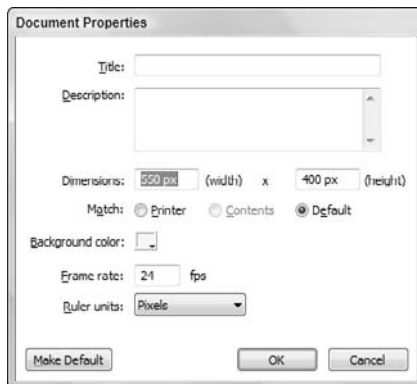 Document Properties
Title:
Description:
Dimensions: 550 px (width) x 400 px (height)
Match: Printer Contents Default
Background color:
Frame rate: 24 fps
Ruler units: Pixels
Make Default OK Cancel